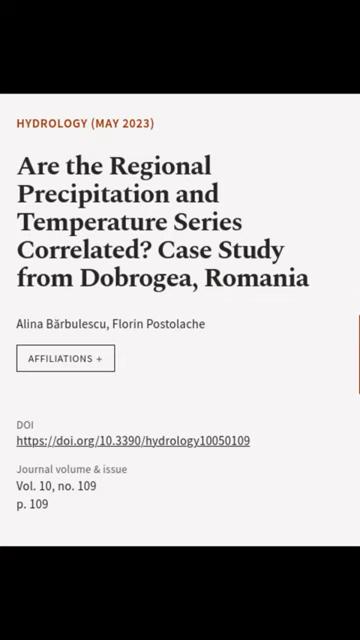 HYDROLOGY (MAY 2023)
Are the Regional
Precipitation and
Temperature Series
Correlated? Case Study
from Dobrogea, Romania
Alina Bărbulescu, Florin Postolache
AFFILIATIONS +
DOI
https://doi.org/10.3390/hydrology10050109
Journal volume & issue
Vol. 10, no. 109
p. 109